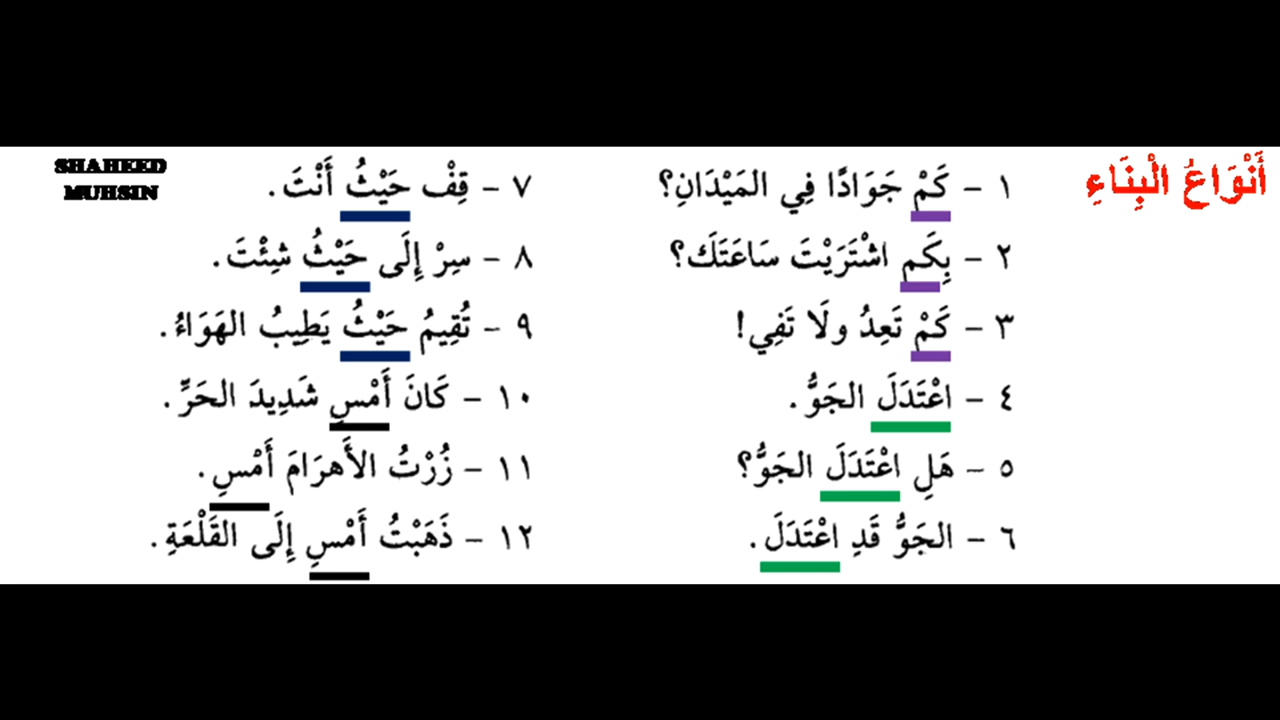 أَنْوَاعُ الْبِنَاءِ
١ - كَمْ جَوَادًا فِي المَيْدَانِ؟
٢ - بِكَم اشْتَرَيْتَ سَاعَتَكَ؟
٣ - كَمْ تَعِدُ ولَا تَفِي!
٤ - اعْتَدَلَ الجَوُّ.
٥ - هَلِ اعْتَدَلَ الجَوُّ؟
٦ - الجَوُّ قَدِ اعْتَدَلَ.
٧ - قِفْ حَيْثُ أَنْتَ.
٨ - سِرْ إِلَى حَيْثُ شِئْتَ.
٩ - تُقِيمُ حَيْثُ يَطِيبُ الهَوَاءُ.
١٠ - كَانَ أَمْسِ شَدِيدَ الحَرِّ.
١١ - زُرْتُ الأَهرَامَ أَمْسِ.
١٢ - ذَهَبْتُ أَمْسِ إِلَى القَلْعَةِ.
SHAHEED
MUHSIN